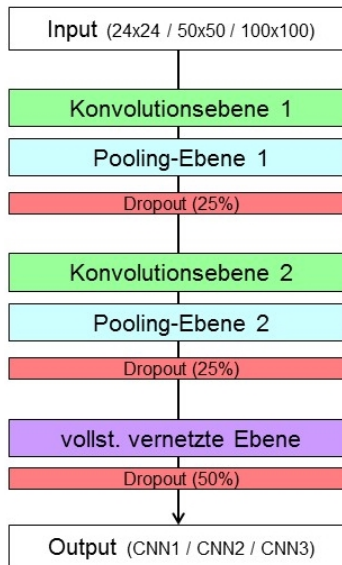 Input (24x24 / 50x50 / 100x100)
Konvolutionsebene 1
Pooling-Ebene 1
Dropout (25%)
Konvolutionsebene 2
Pooling-Ebene 2
Dropout (25%)
vollst. vernetzte Ebene
Dropout (50%)
Output (CNN1 / CNN2 / CNN3)